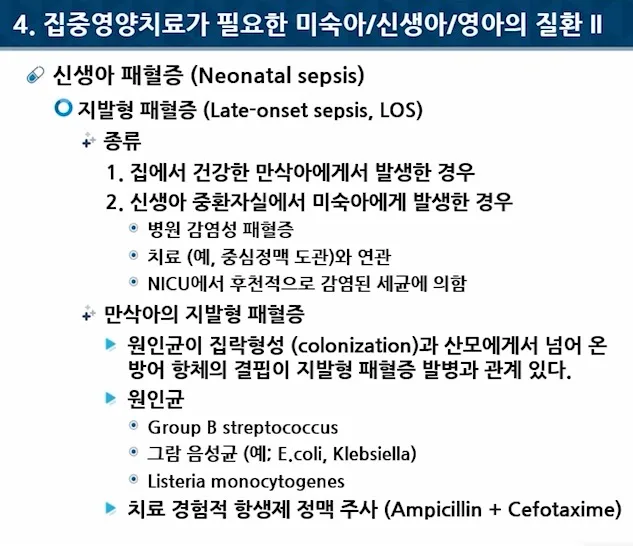 4. 집중영양치료가 필요한 미숙아/신생아/영아의 질환 II
신생아 패혈증 (Neonatal sepsis)
지발형 패혈증 (Late-onset sepsis, LOS)
종류
1. 집에서 건강한 만삭아에게서 발생한 경우
2. 신생아 중환자실에서 미숙아에게 발생한 경우
병원 감염성 패혈증
치료 (예, 중심정맥 도관)와 연관
NICU에서 후천적으로 감염된 세균에 의함
만삭아의 지발형 패혈증
원인균이 집락형성 (colonization)과 산모에게서 넘어 온
방어 항체의 결핍이 지발형 패혈증 발병과 관계 있다.
원인균
Group B streptococcus
그람 음성균 (예; E.coli, Klebsiella)
Listeria monocytogenes
치료 경험적 항생제 정맥 주사 (Ampicillin + Cefotaxime)